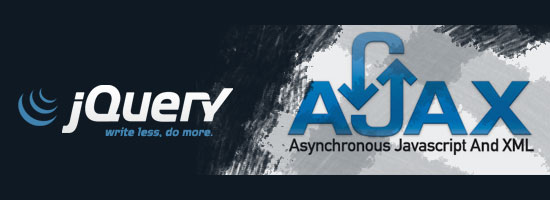 jQuery
write less, do more.
AJAX
Asynchronous Javascript And XML